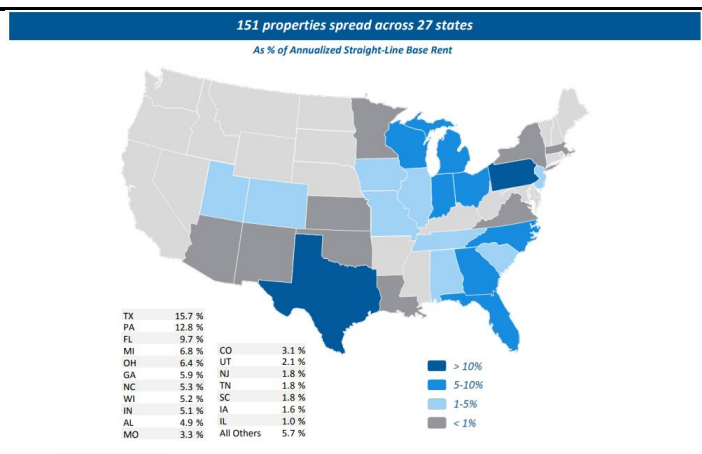 151 properties spread across 27 states
As % of Annualized Straight-Line Base Rent
TX 15.7 %
PA 12.8 %
FL 9.7 %
MI 6.8 %
OH 6.4 %
GA 5.9 %
NC 5.3 %
WI 5.2 %
IN 5.1 %
AL 4.9 %
MO 3.3 %
CO 3.1 %
UT 2.1 %
NJ 1.8 %
TN 1.8 %
SC 1.8 %
IA 1.6 %
IL 1.0 %
All Others 5.7 %
> 10%
5-10%
1-5%
< 1%